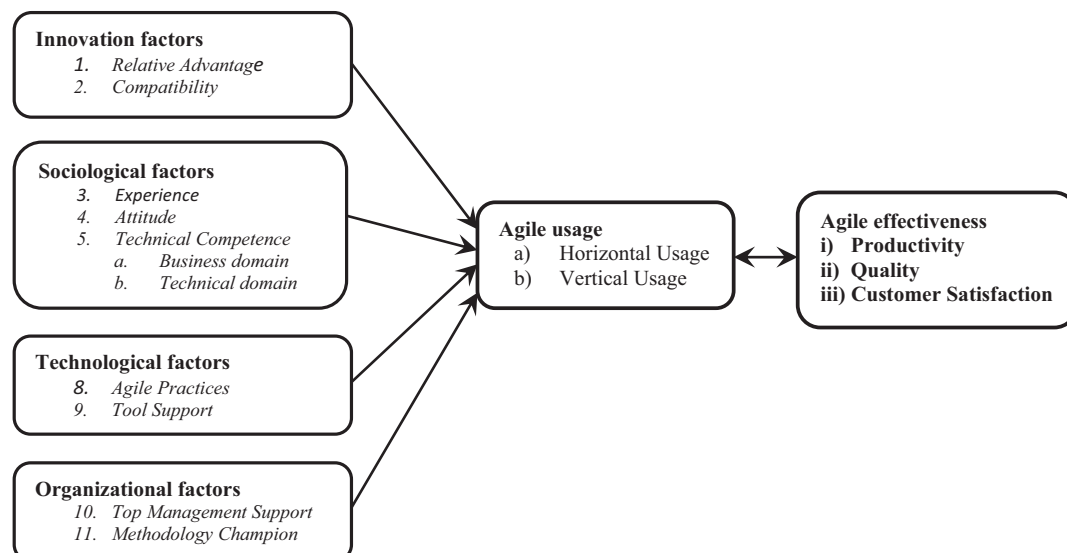 Innovation factors
1. Relative Advantage
2. Compatibility
Sociological factors
3. Experience
4. Attitude
5. Technical Competence
a. Business domain
b. Technical domain
Technological factors
8. Agile Practices
9. Tool Support
Organizational factors
10. Top Management Support
11. Methodology Champion
Agile usage
a) Horizontal Usage
b) Vertical Usage
Agile effectiveness
i) Productivity
ii) Quality
iii) Customer Satisfaction